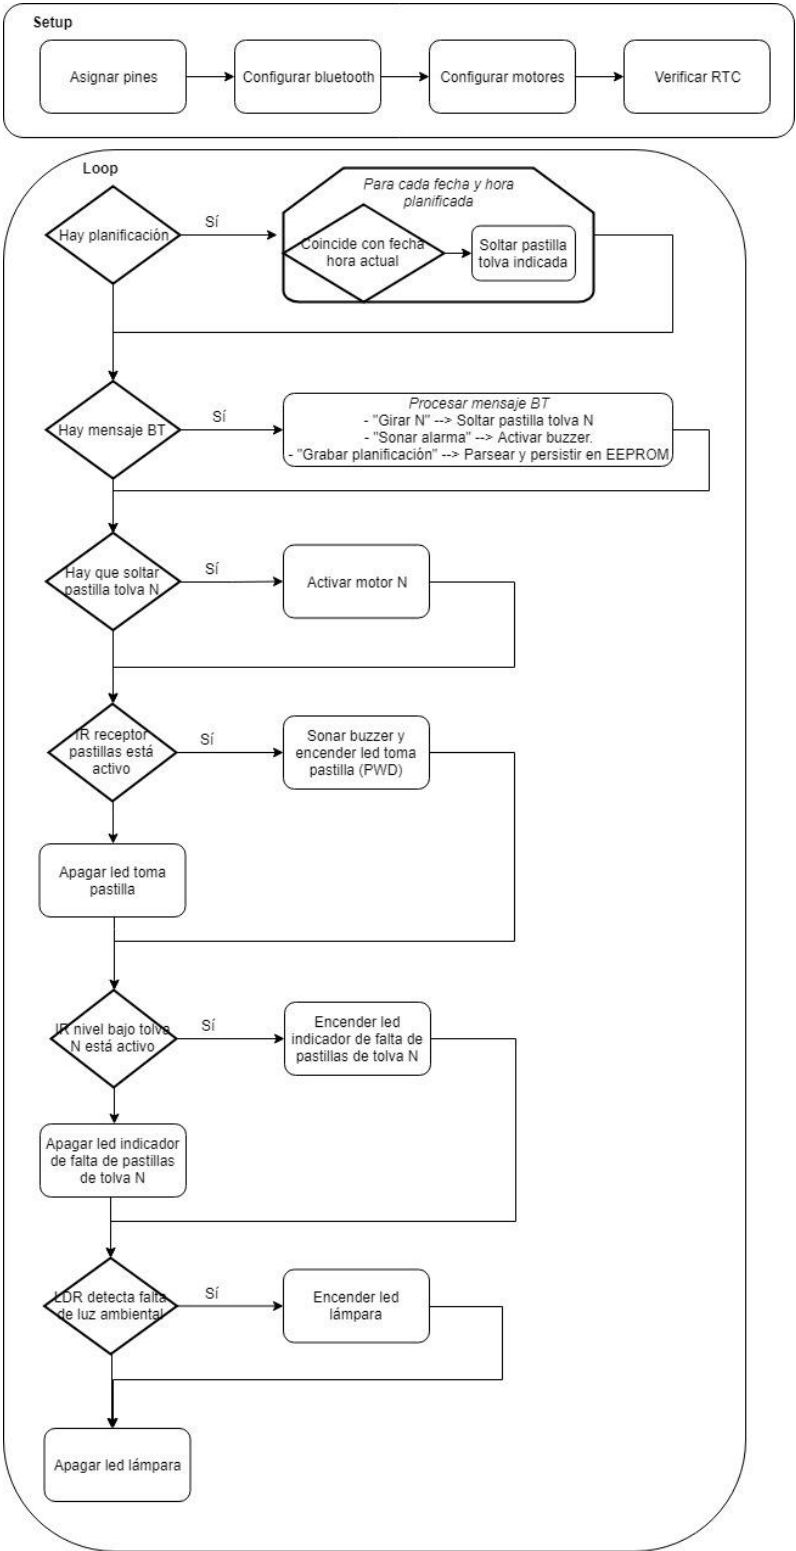 Setup
Asignar pines
Configurar bluetooth
Configurar motores
Verificar RTC
Loop
Hay planificación
Sí
Para cada fecha y hora
planificada
Coincide con fecha
hora actual
Soltar pastilla
tolva indicada
Hay mensaje BT
Sí
Procesar mensaje BT
- "Girar N" --> Soltar pastilla tolva N
- "Sonar alarma" --> Activar buzzer.
- "Grabar planificación" --> Parsear y persistir en EEPROM
Hay que soltar
pastilla tolva N
Sí
Activar motor N
IR receptor
pastillas está
activo
Sí
Sonar buzzer y
encender led toma
pastilla (PWD)
Apagar led toma
pastilla
IR nivel bajo tolva
N está activo
Sí
Encender led
indicador de falta de
pastillas de tolva N
Apagar led indicador
de falta de pastillas
de tolva N
LDR detecta falta
de luz ambiental
Sí
Encender led
lámpara
Apagar led lámpara